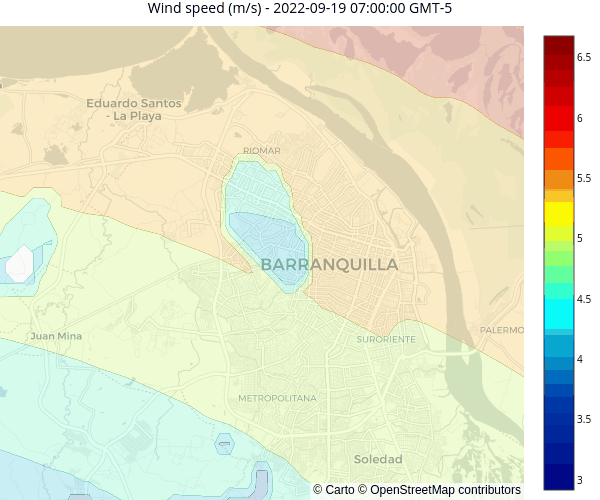 Wind speed (m/s) - 2022-09-19 07:00:00 GMT-5
6.5
Eduardo Santos
- La Playa
6
RIOMAR
5.5
5
BARRANQUILLA
4.5
PALERMO
Juan Mina
SURORIENTE
4
METROPOLITANA
3.5
Soledad
3
© Carto © OpenStreetMap contributors